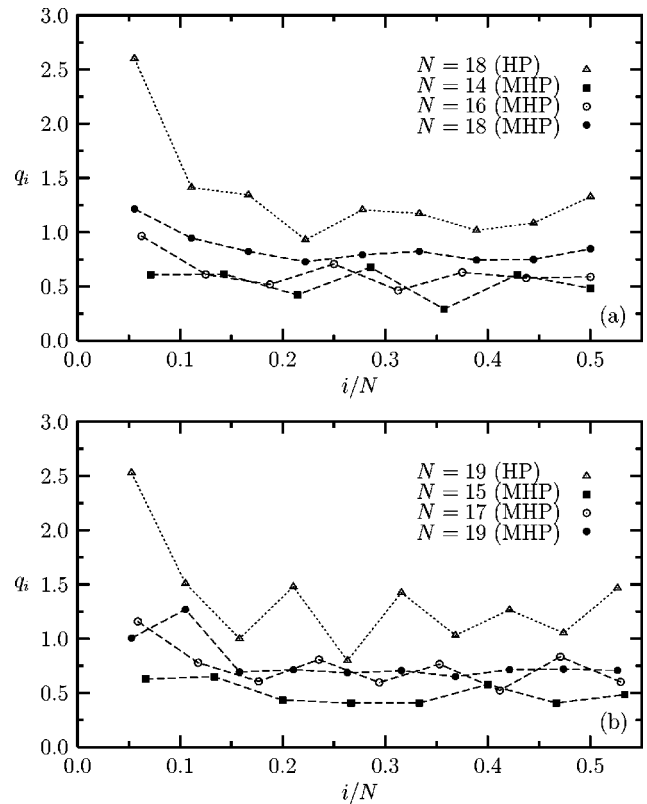 3.0
2.5
2.0
1.5
1.0
0.5
0.0
q_i
N = 18 (HP)
N = 14 (MHP)
N = 16 (MHP)
N = 18 (MHP)
(a)
0.0 0.1 0.2 0.3 0.4 0.5
i/N
3.0
2.5
2.0
1.5
1.0
0.5
0.0
q_i
N = 19 (HP)
N = 15 (MHP)
N = 17 (MHP)
N = 19 (MHP)
(b)
0.0 0.1 0.2 0.3 0.4 0.5
i/N